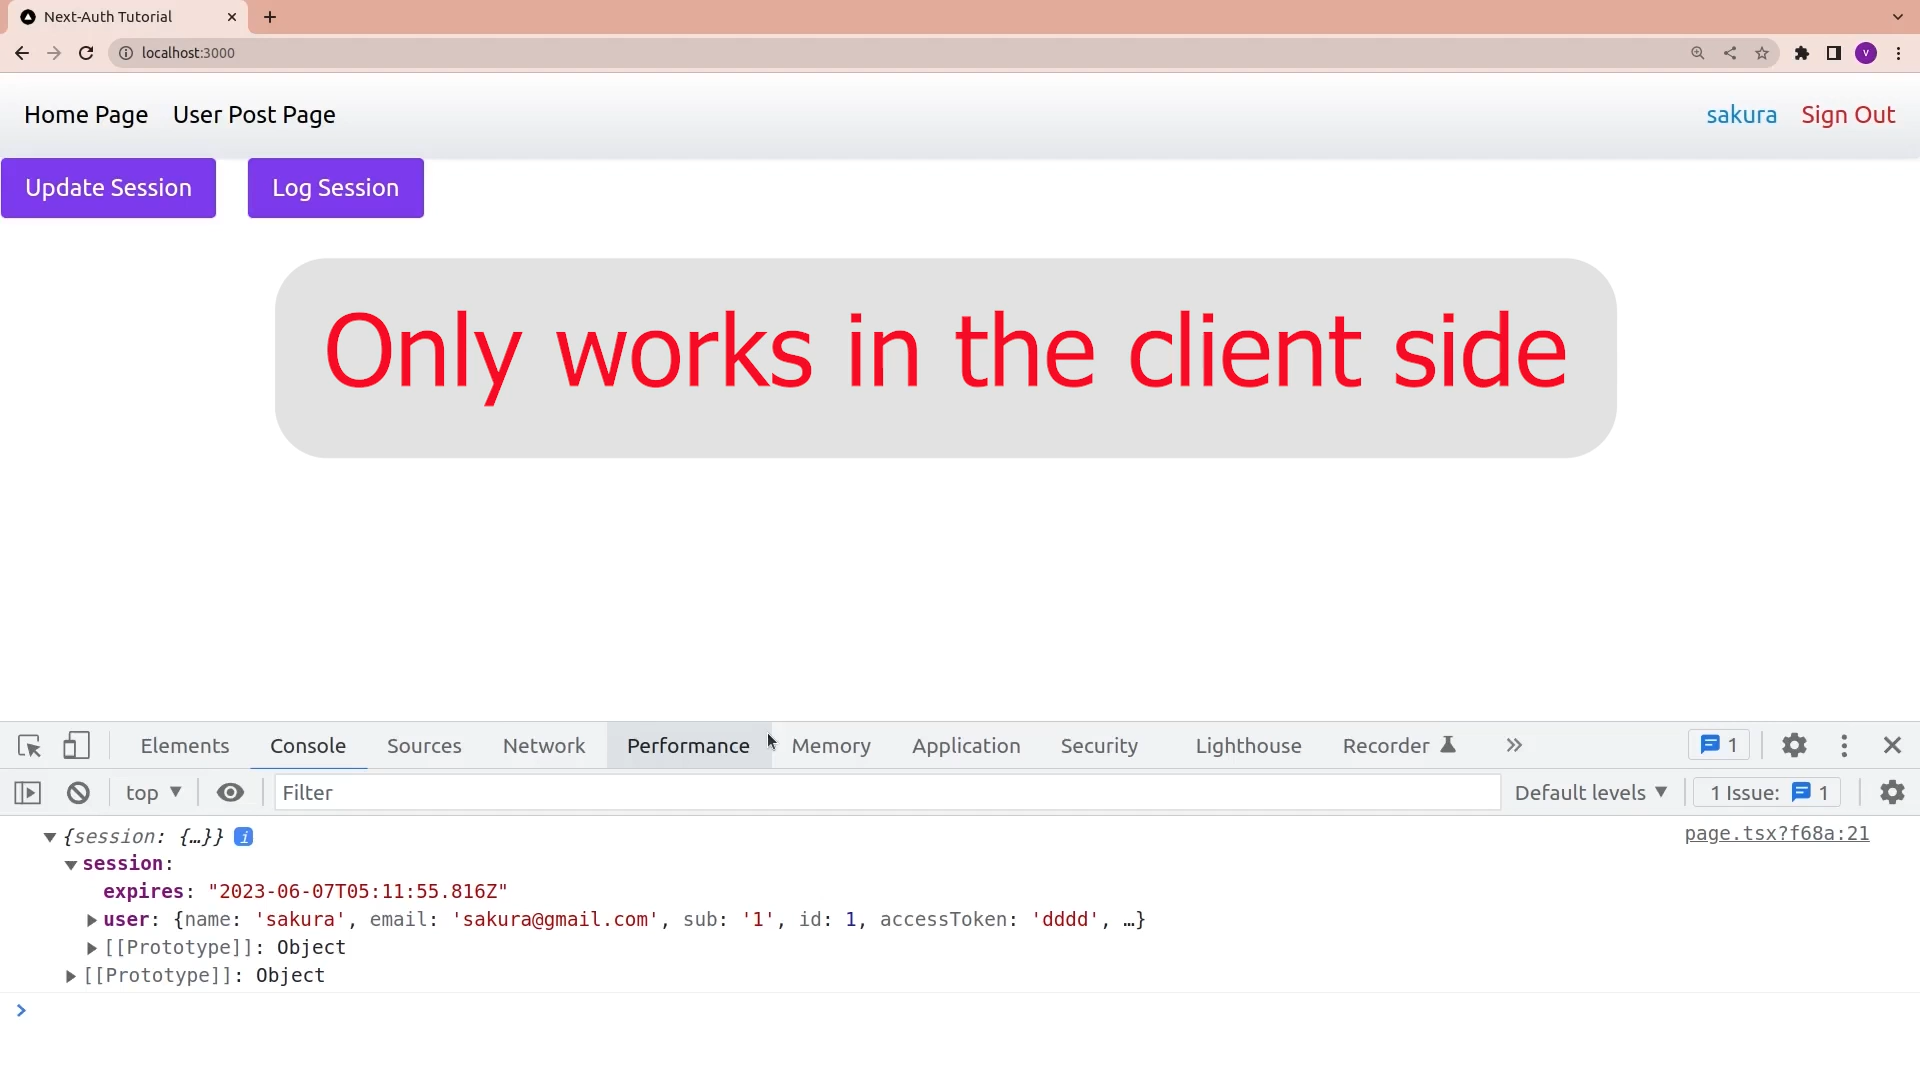 Next-Auth Tutorial
localhost:3000
V
Home Page User Post Page sakura Sign Out
Update Session Log Session
Only works in the client side
Elements Console Sources Network Performance Memory Application Security Lighthouse Recorder 1
top Filter Default levels 1 Issue: 1
{session: {…}} i page.tsx?f68a:21
session:
expires: "2023-06-07T05:11:55.816Z"
user: {name: 'sakura', email: 'sakura@gmail.com', sub: '1', id: 1, accessToken: 'dddd', …}
[[Prototype]]: Object
[[Prototype]]: Object